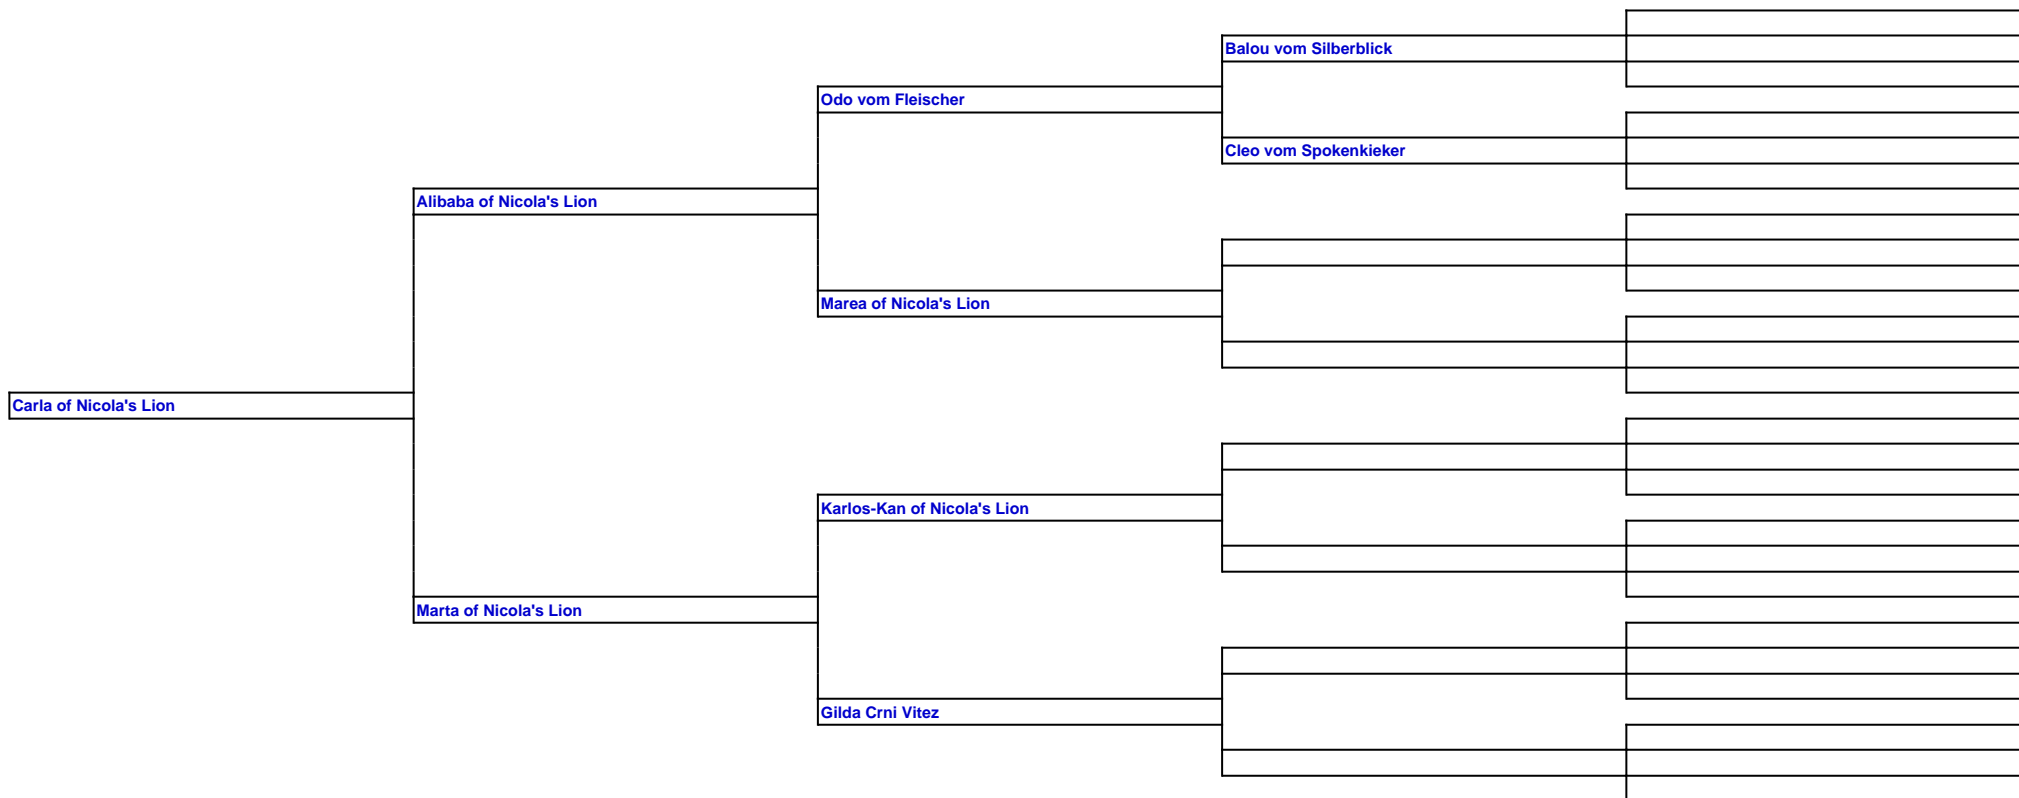 Balou vom Silberblick
Odo vom Fleischer
Cleo vom Spokenkieker
Alibaba of Nicola's Lion
Marea of Nicola's Lion
Carla of Nicola's Lion
Karlos-Kan of Nicola's Lion
Marta of Nicola's Lion
Gilda Crni Vitez